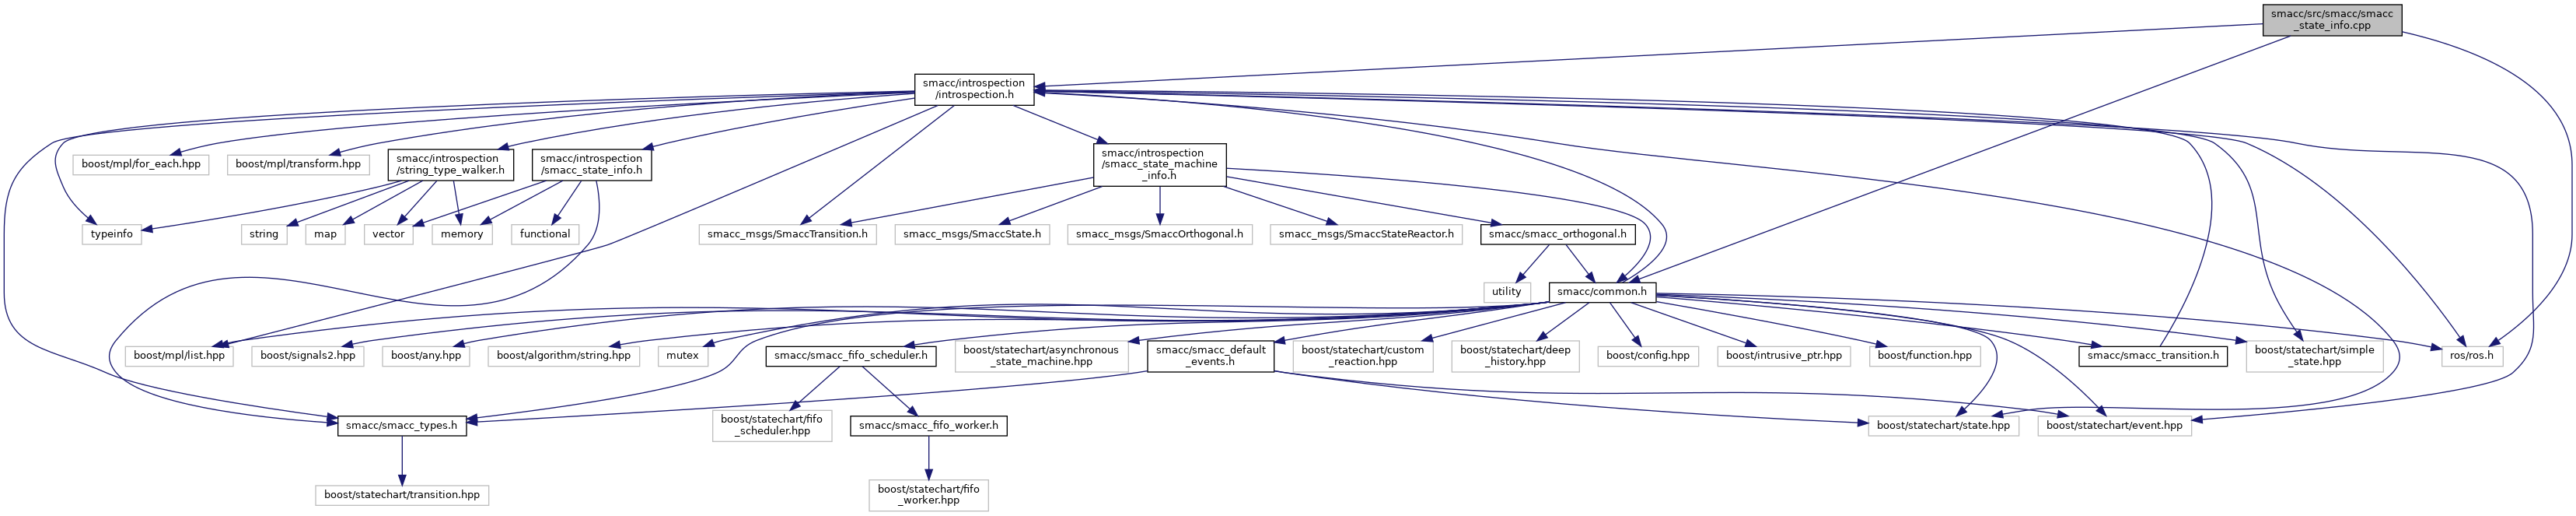 smacc/src/smacc/smacc
_state_info.cpp
smacc/introspection
/introspection.h
boost/mpl/for_each.hpp
boost/mpl/transform.hpp
smacc/introspection
/string_type_walker.h
smacc/introspection
/smacc_state_info.h
smacc/introspection
/smacc_state_machine
_info.h
typeinfo
string
map
vector
memory
functional
smacc_msgs/SmaccTransition.h
smacc_msgs/SmaccState.h
smacc_msgs/SmaccOrthogonal.h
smacc_msgs/SmaccStateReactor.h
smacc/smacc_orthogonal.h
utility
smacc/common.h
boost/mpl/list.hpp
boost/signals2.hpp
boost/any.hpp
boost/algorithm/string.hpp
mutex
smacc/smacc_fifo_scheduler.h
boost/statechart/asynchronous
_state_machine.hpp
smacc/smacc_default
_events.h
boost/statechart/custom
_reaction.hpp
boost/statechart/deep
_history.hpp
boost/config.hpp
boost/intrusive_ptr.hpp
boost/function.hpp
smacc/smacc_transition.h
boost/statechart/simple
_state.hpp
ros/ros.h
smacc/smacc_types.h
boost/statechart/fifo
_scheduler.hpp
smacc/smacc_fifo_worker.h
boost/statechart/state.hpp
boost/statechart/event.hpp
boost/statechart/transition.hpp
boost/statechart/fifo
_worker.hpp